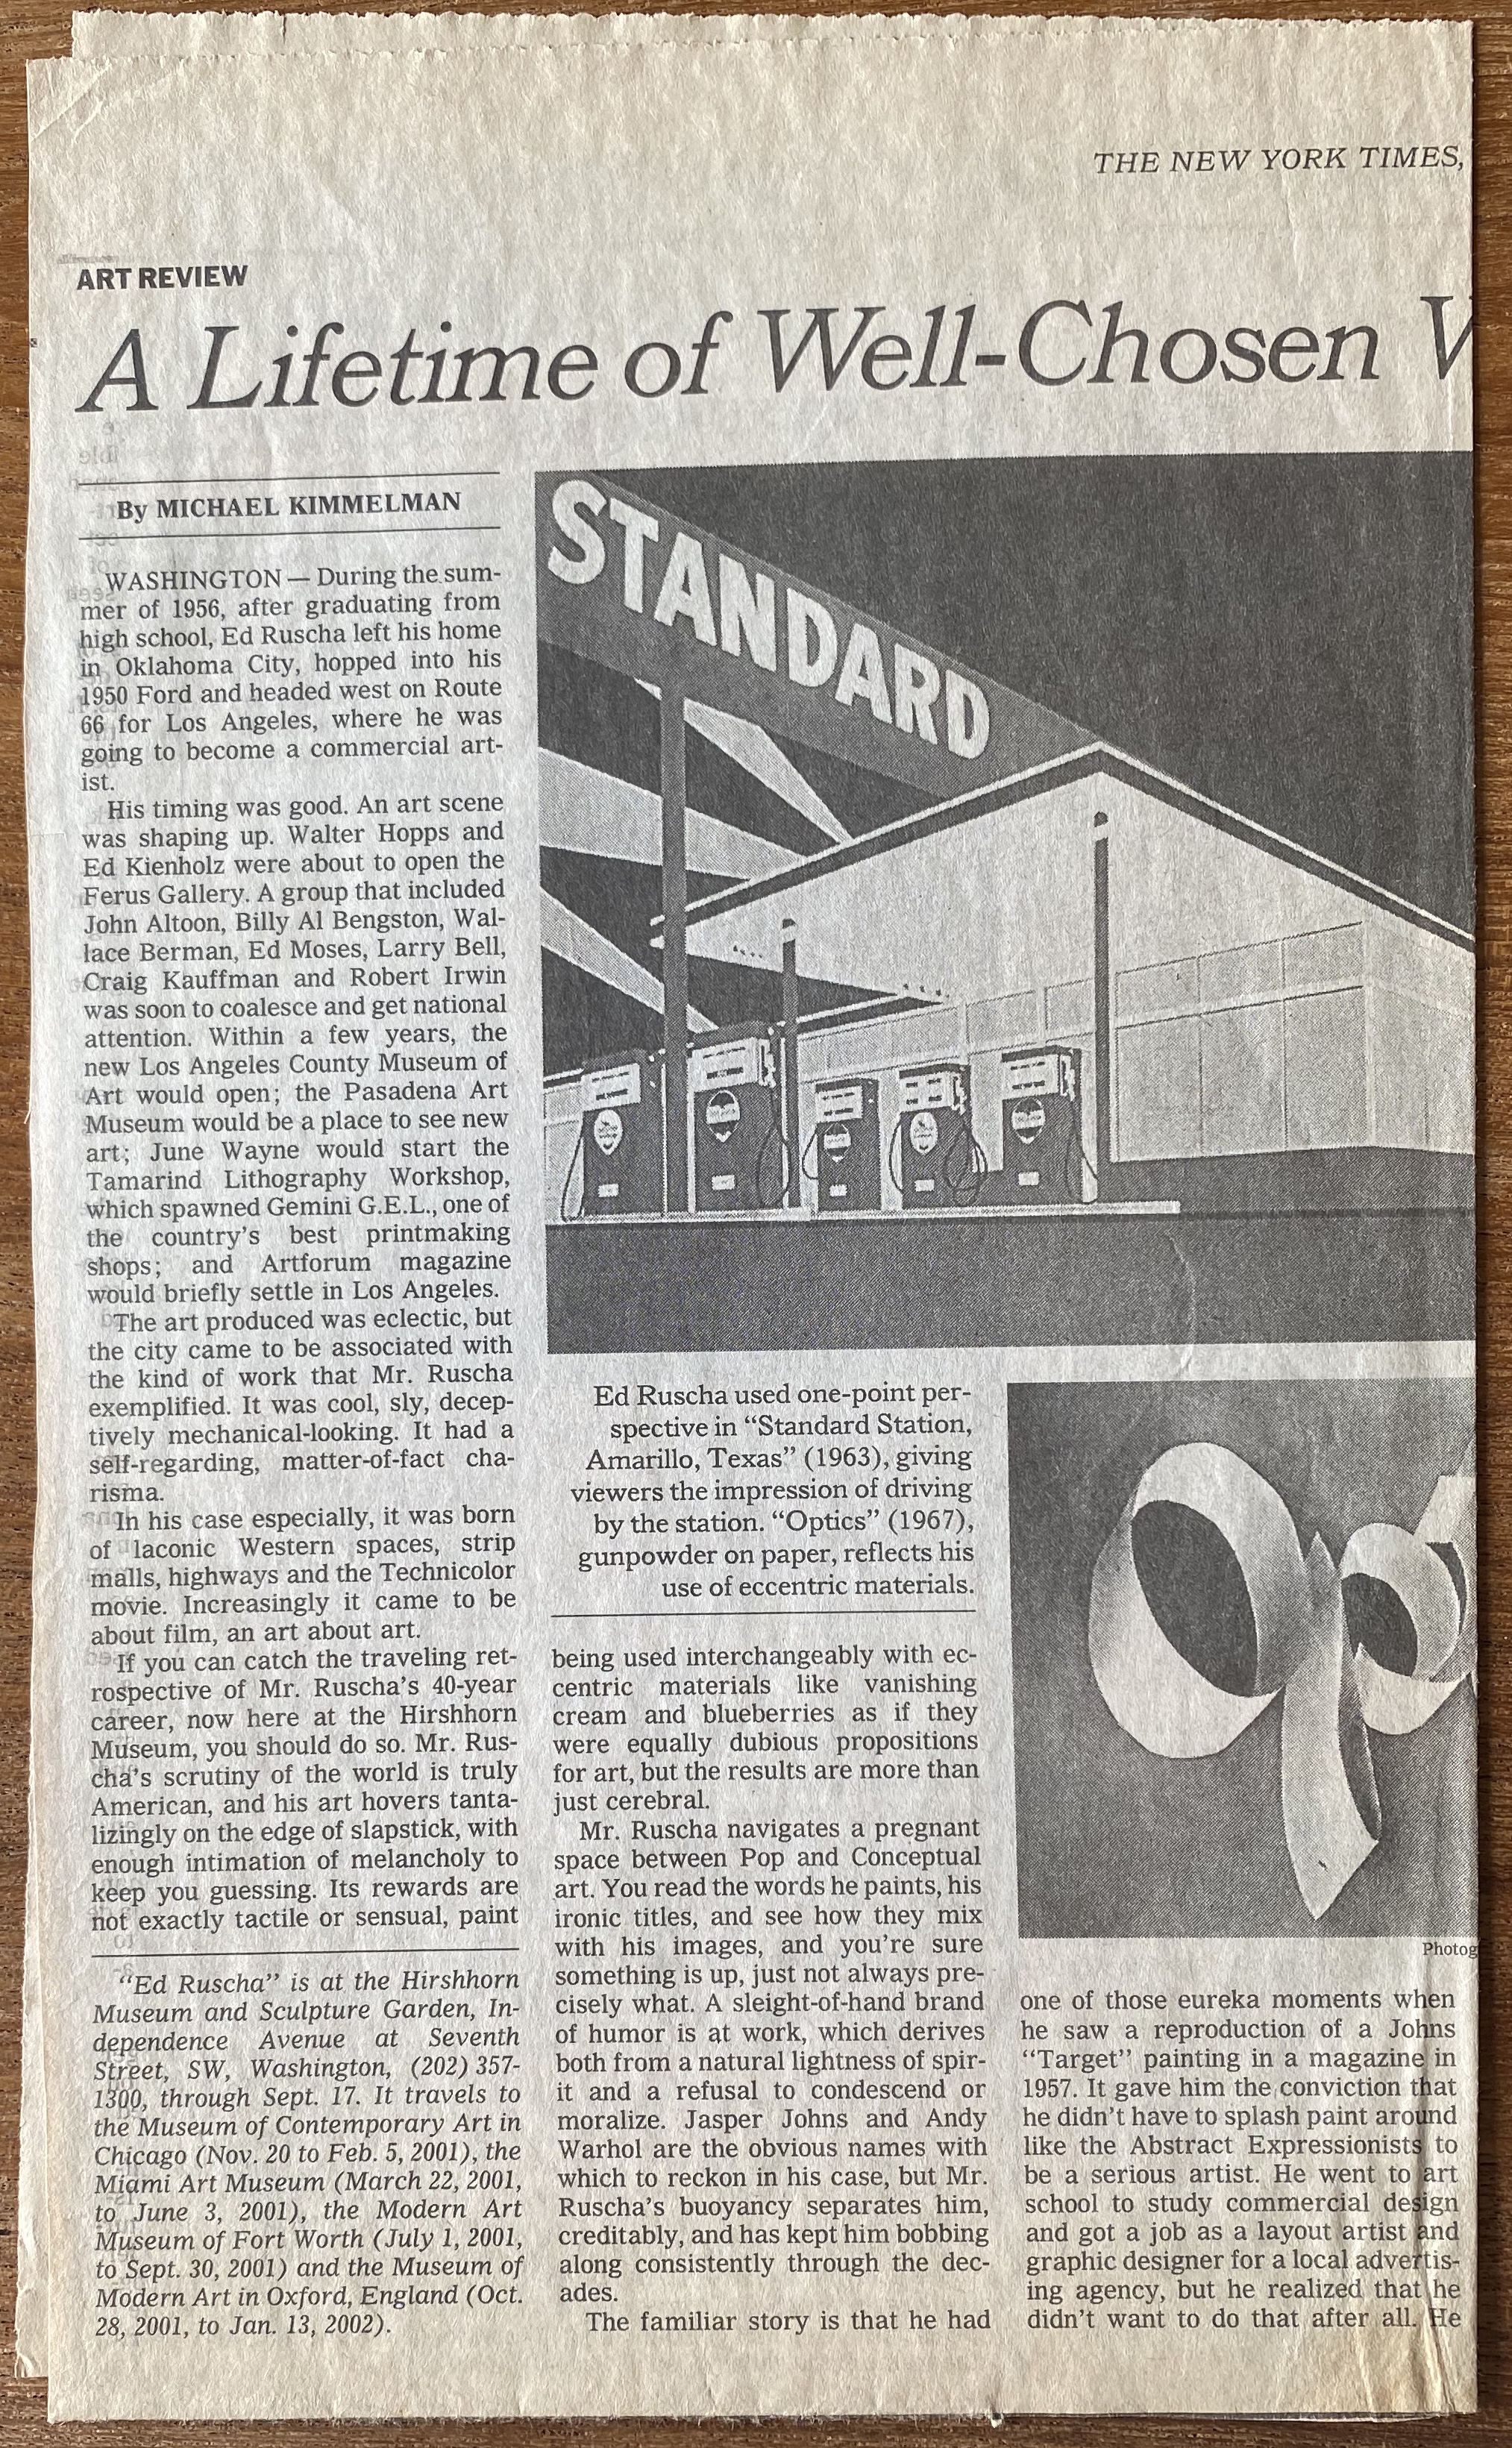 THE NEW YORK TIMES,
ART REVIEW
A Lifetime of Well-Chosen
By MICHAEL KIMMELMAN
WASHINGTON — During the sum-
mer of 1956, after graduating from
high school, Ed Ruscha left his home
in Oklahoma City, hopped into his
1950 Ford and headed west on Route
66 for Los Angeles, where he was
going to become a commercial art-
ist.
His timing was good. An art scene
was shaping up. Walter Hopps and
Ed Kienholz were about to open the
Ferus Gallery. A group that included
John Altoon, Billy Al Bengston, Wal-
lace Berman, Ed Moses, Larry Bell,
Craig Kauffman and Robert Irwin
was soon to coalesce and get national
attention. Within a few years, the
new Los Angeles County Museum of
Art would open; the Pasadena Art
Museum would be a place to see new
art; June Wayne would start the
Tamarind Lithography Workshop,
which spawned Gemini G.E.L., one of
the country's best printmaking
shops; and Artforum magazine
would briefly settle in Los Angeles.
The art produced was eclectic, but
the city came to be associated with
the kind of work that Mr. Ruscha
exemplified. It was cool, sly, decep-
tively mechanical-looking. It had a
self-regarding, matter-of-fact cha-
risma.
In his case especially, it was born
of laconic Western spaces, strip
malls, highways and the Technicolor
movie. Increasingly it came to be
about film, an art about art.
If you can catch the traveling ret-
rospective of Mr. Ruscha's 40-year
career, now here at the Hirshhorn
Museum, you should do so. Mr. Rus-
cha's scrutiny of the world is truly
American, and his art hovers tanta-
lizingly on the edge of slapstick, with
enough intimation of melancholy to
keep you guessing. Its rewards are
not exactly tactile or sensual, paint
"Ed Ruscha" is at the Hirshhorn
Museum and Sculpture Garden, In-
dependence Avenue at Seventh
Street, SW, Washington, (202) 357-
1300, through Sept. 17. It travels to
the Museum of Contemporary Art in
Chicago (Nov. 20 to Feb. 5, 2001), the
Miami Art Museum (March 22, 2001,
to June 3, 2001), the Modern Art
Museum of Fort Worth (July 1, 2001,
to Sept. 30, 2001) and the Museum of
Modern Art in Oxford, England (Oct.
28, 2001, to Jan. 13, 2002).
STANDARD
Ed Ruscha used one-point per-
spective in "Standard Station,
Amarillo, Texas" (1963), giving
viewers the impression of driving
by the station. "Optics" (1967),
gunpowder on paper, reflects his
use of eccentric materials.
being used interchangeably with ec-
centric materials like vanishing
cream and blueberries as if they
were equally dubious propositions
for art, but the results are more than
just cerebral.
Mr. Ruscha navigates a pregnant
space between Pop and Conceptual
art. You read the words he paints, his
ironic titles, and see how they mix
with his images, and you're sure
something is up, just not always pre-
cisely what. A sleight-of-hand brand
of humor is at work, which derives
both from a natural lightness of spir-
it and a refusal to condescend or
moralize. Jasper Johns and Andy
Warhol are the obvious names with
which to reckon in his case, but Mr.
Ruscha's buoyancy separates him,
creditably, and has kept him bobbing
along consistently through the dec-
ades.
The familiar story is that he had
Photog
one of those eureka moments when
he saw a reproduction of a Johns
"Target" painting in a magazine in
1957. It gave him the conviction that
he didn't have to splash paint around
like the Abstract Expressionists to
be a serious artist. He went to art
school to study commercial design
and got a job as a layout artist and
graphic designer for a local advertis-
ing agency, but he realized that he
didn't want to do that after all. He